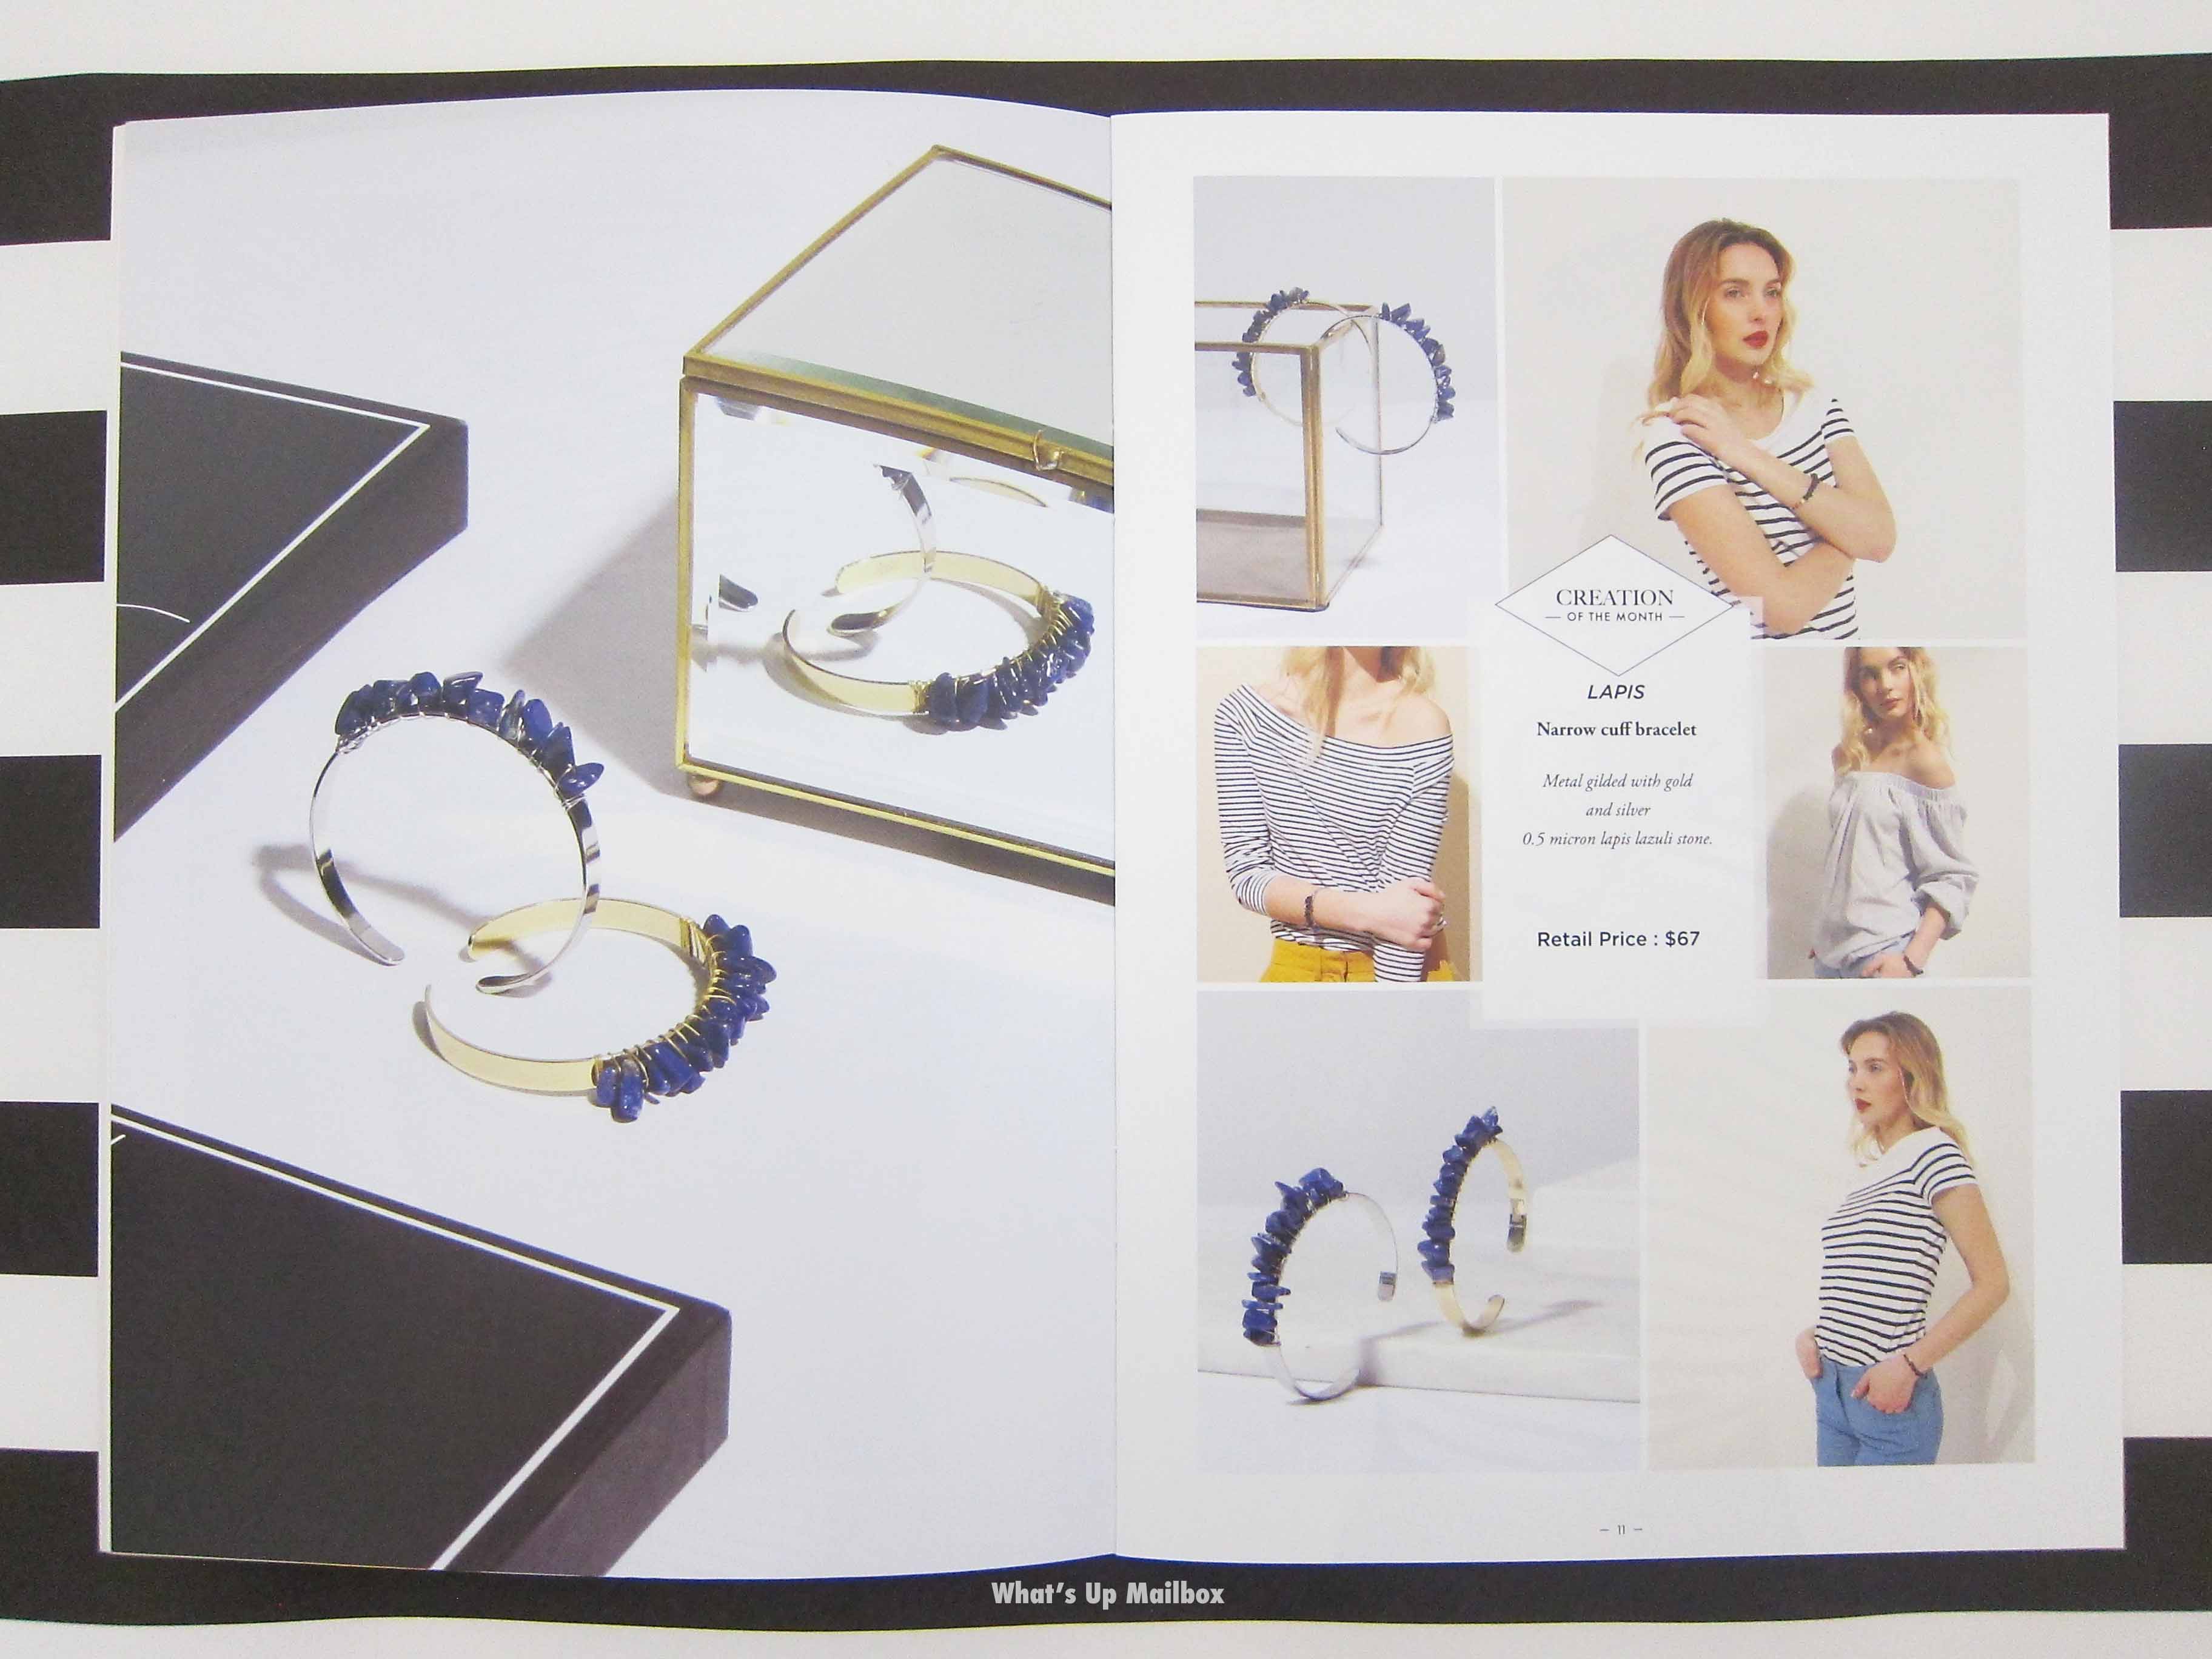 CREATION
— OF THE MONTH —
LAPIS
Narrow cuff bracelet
Metal gilded with gold
and silver
0.5 micron lapis lazuli stone.
Retail Price : $67
– 11 –
What's Up Mailbox